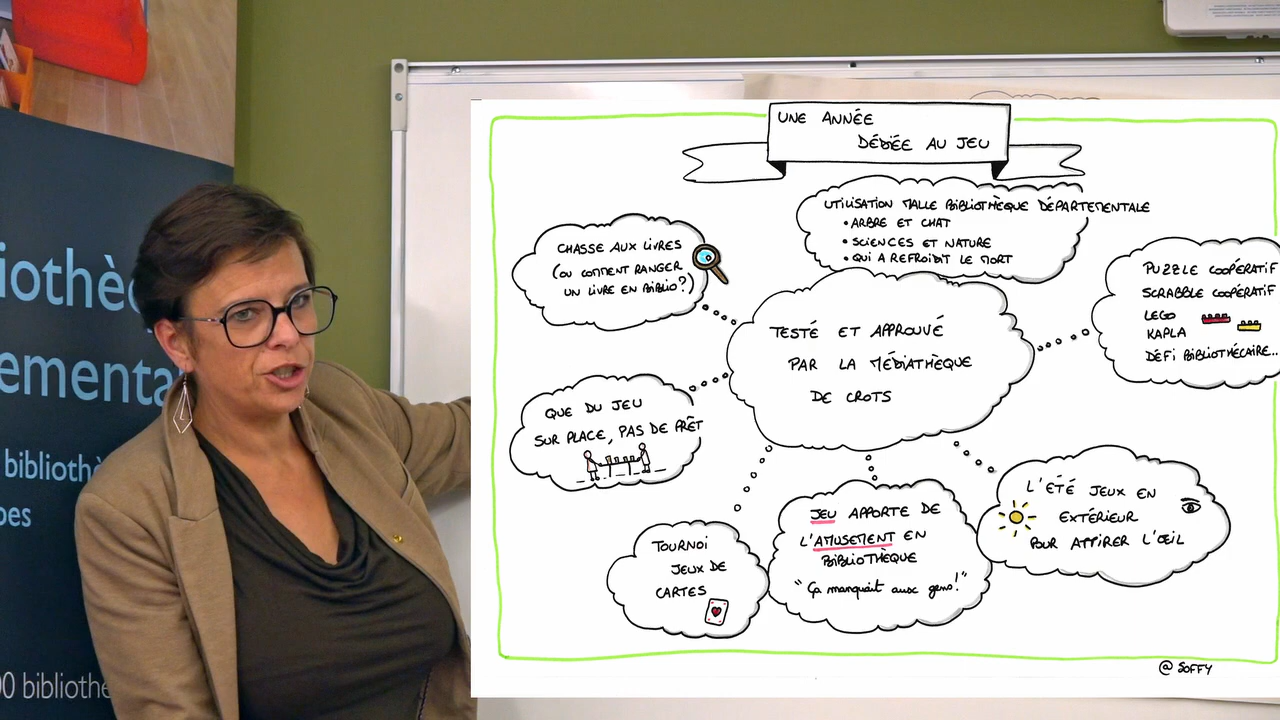 UNE ANNÉE
DÉDIÉE AU JEU
UTILISATION MALLE BIBLIOTHÈQUE DÉPARTEMENTALE
• ARBRE ET CHAT
• SCIENCES ET NATURE
• QUI A REFROIDIT LE MORT
CHASSE AUX LIVRES
(OU COMMENT RANGER
UN LIVRE EN BIBLIO?)
PUZZLE COOPÉRATIF
SCRABBLE COOPÉRATIF
LEGO
KAPLA
DÉFI BIBLIOTHÉCAIRE...
TESTÉ ET APPROUVÉ
PAR LA MÉDIATHÈQUE
DE CROTS
QUE DU JEU
SUR PLACE, PAS DE PRÊT
L'ÉTÉ JEUX EN
EXTÉRIEUR
POUR ATTIRER L'ŒIL
JEU APPORTE DE
L'AMUSEMENT EN
BIBLIOTHÈQUE
"Ça manquait aux gens!"
TOURNOI
JEUX DE
CARTES
@ SOFFY
iothè
ementa
bibliothè
pes
00 bibliothè